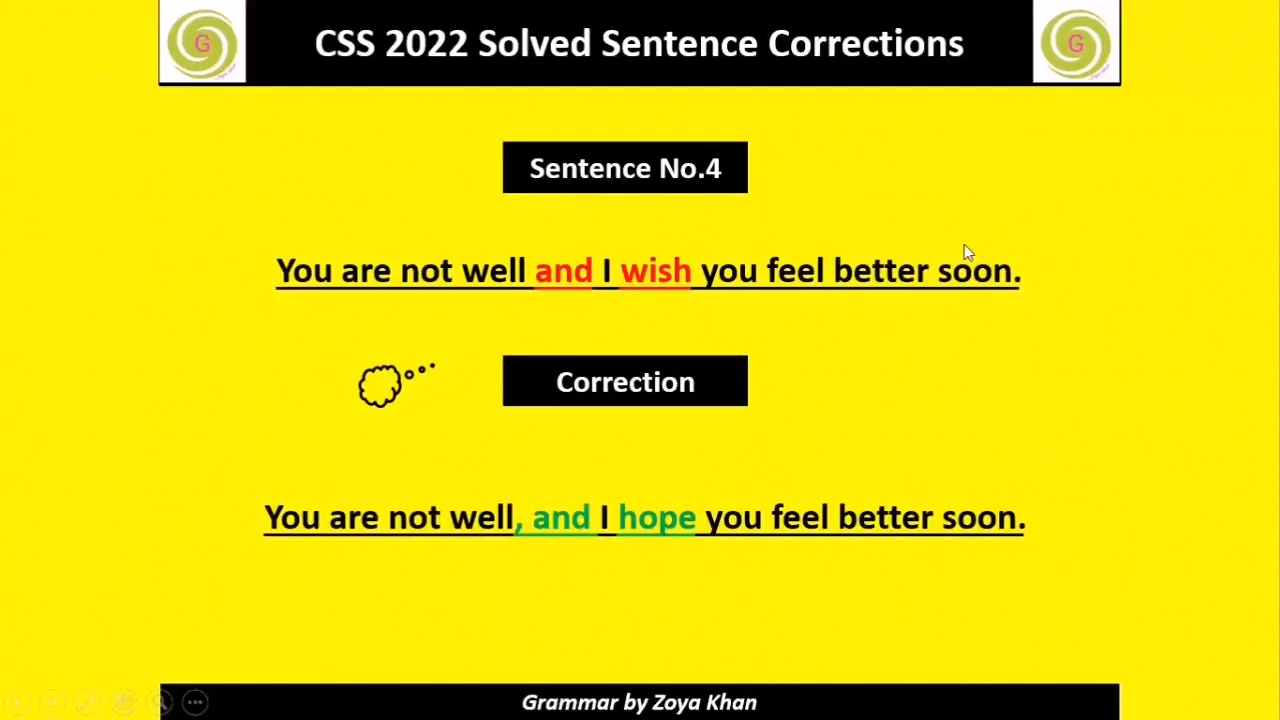 G
CSS 2022 Solved Sentence Corrections
G
Sentence No.4
You are not well and I wish you feel better soon.
Correction
You are not well, and I hope you feel better soon.
Grammar by Zoya Khan